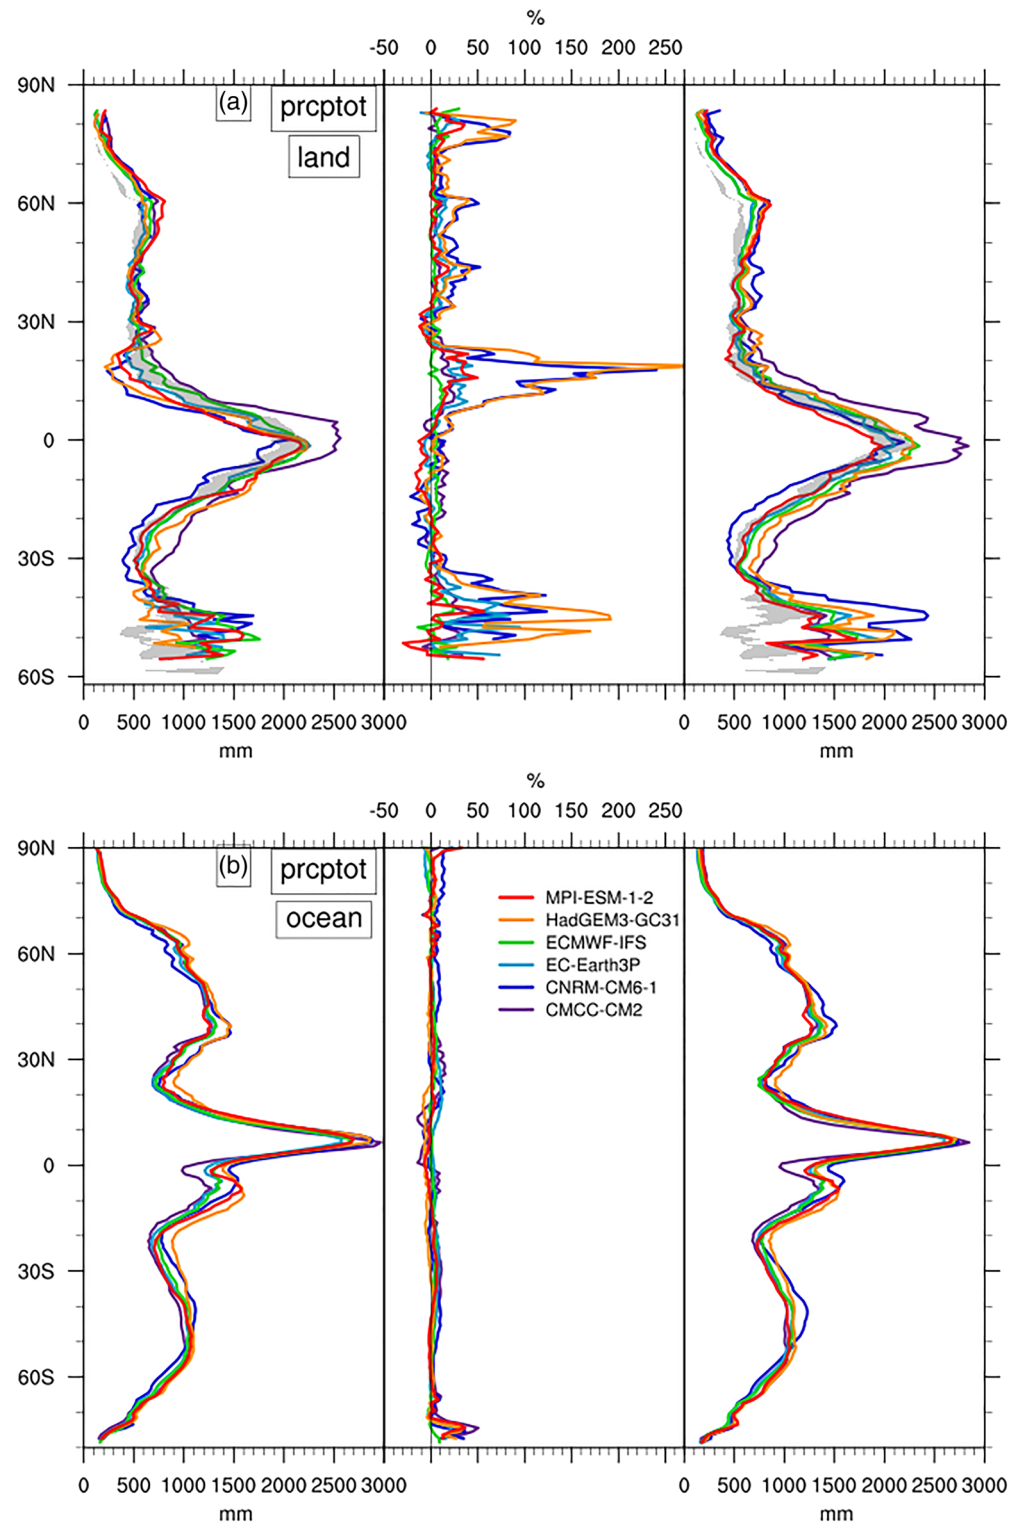 %
-50 0 50 100 150 200 250
90N
(a) prcptot
land
60N
30N
0
30S
60S
0 500 1000 1500 2000 2500 3000
0 500 1000 1500 2000 2500 3000
mm
mm
%
-50 0 50 100 150 200 250
90N
(b) prcptot
ocean
MPI-ESM-1-2
HadGEM3-GC31
ECMWF-IFS
EC-Earth3P
CNRM-CM6-1
CMCC-CM2
60N
30N
0
30S
60S
0 500 1000 1500 2000 2500 3000
0 500 1000 1500 2000 2500 3000
mm
mm